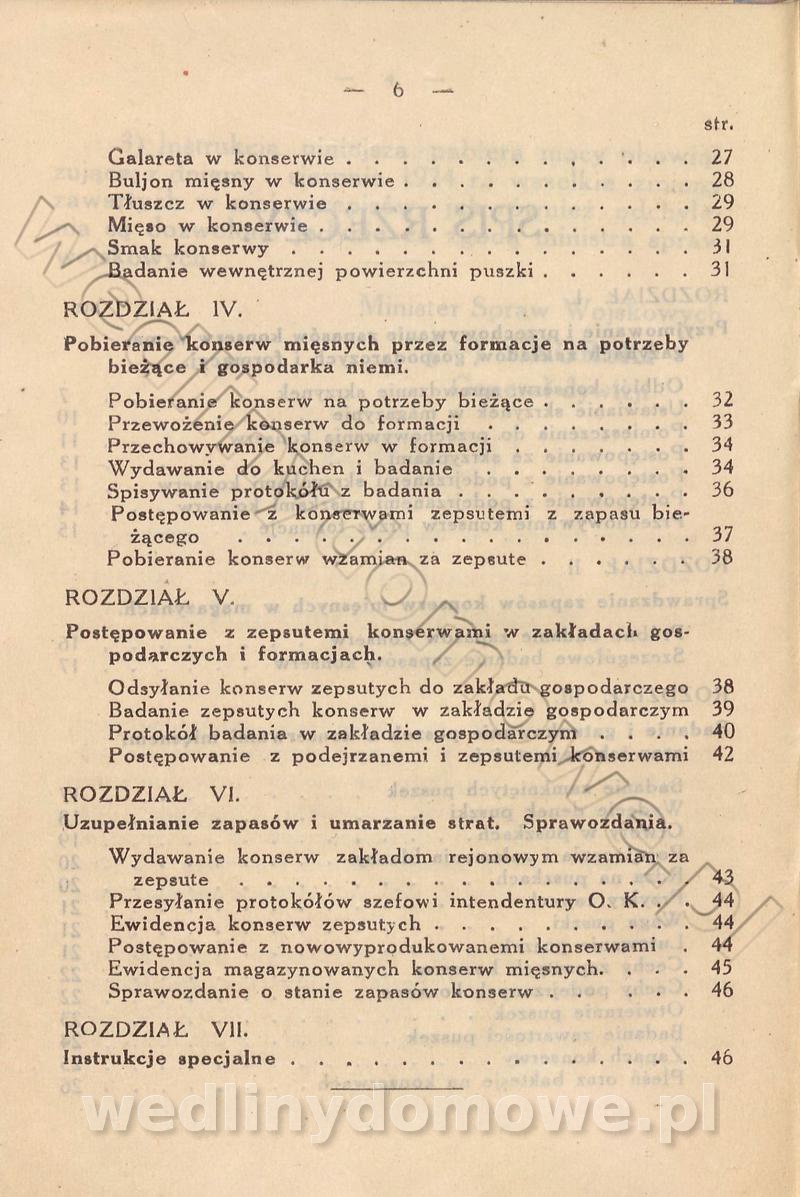 — 6 —
str.
Galareta w konserwie . . . . . . . . . . . . . 27
Buljon mięsny w konserwie . . . . . . . . . . . 28
Tłuszcz w konserwie . . . . . . . . . . . . . 29
Mięso w konserwie . . . . . . . . . . . . . . 29
Smak konserwy . . . . . . . . . . . . . . . 31
Badanie wewnętrznej powierzchni puszki . . . . . . 31
ROZDZIAŁ IV.
Pobieranie konserw mięsnych przez formacje na potrzeby
bieżące i gospodarka niemi.
Pobieranie konserw na potrzeby bieżące . . . . . . 32
Przewożenie konserw do formacji . . . . . . . . 33
Przechowywanie konserw w formacji . . . . . . . 34
Wydawanie do kuchen i badanie . . . . . . . . 34
Spisywanie protokółu z badania . . . . . . . . . 36
Postępowanie z konserwami zepsutemi z zapasu bie-
żącego . . . . . . . . . . . . . . . . . 37
Pobieranie konserw wzamian za zepsute . . . . . . 38
ROZDZIAŁ V.
Postępowanie z zepsutemi konserwami w zakładach gos-
podarczych i formacjach.
Odsyłanie konserw zepsutych do zakładu gospodarczego 38
Badanie zepsutych konserw w zakładzie gospodarczym 39
Protokół badania w zakładzie gospodarczym . . . . 40
Postępowanie z podejrzanemi i zepsutemi konserwami 42
ROZDZIAŁ VI.
Uzupełnianie zapasów i umarzanie strat. Sprawozdania.
Wydawanie konserw zakładom rejonowym wzamian za
zepsute . . . . . . . . . . . . . . . . . 43
Przesyłanie protokółów szefowi intendentury O. K. . . 44
Ewidencja konserw zepsutych . . . . . . . . . . 44
Postępowanie z nowowyprodukowanemi konserwami . 44
Ewidencja magazynowanych konserw mięsnych. . . . 45
Sprawozdanie o stanie zapasów konserw . . . . . 46
ROZDZIAŁ VII.
Instrukcje specjalne . . . . . . . . . . . . . . . 46
wedlinydomowe.pl